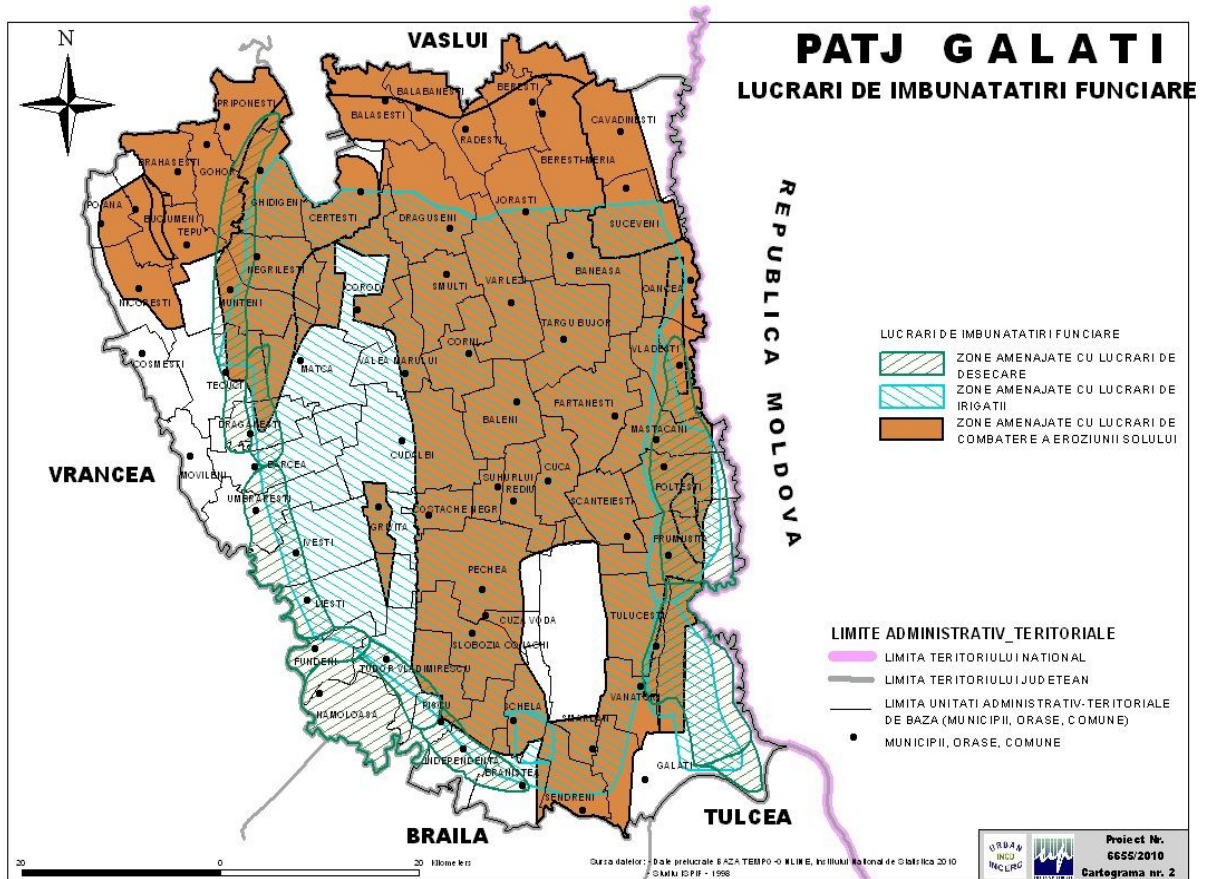 PATJ GALATI
LUCRARI DE IMBUNATATIRI FUNCIARE
N
VASLUI
PRIPONESTI
BALABANESTI
BERESTI
BALASESTI
CAVADINESTI
RADESTI
BRAHASESTI
GOHOR
BERESTI-MERIA
GHIDIGENI
POIANA
BUCIUMENI
TEPU
CERTESTI
DRAGUSENI
JORASTI
SUCEVENI
NEGRILESTI
COROD
SMULTI
VARLEZI
BANEASA
OANCEA
NICORESTI
MUNTENI
TARGU BUJOR
COSMESTI
MATCA
VALEA MARULUI
CORNI
VLADESTI
TECUCI
DRAGANESTI
BALENI
FARTANESTI
MASTACANI
MOVILENI
BARCEA
CUDALBI
CUCA
FOLTESTI
UMBRARESTI
SUHURLUI
REDIU
SCANTEIESTI
GRIVITA
COSTACHE NEGRI
IVESTI
FRUMUSITA
PECHEA
LIESTI
CUZA VODA
TULUCESTI
SLOBOZIA CONACHI
FUNDENI
TUDOR VLADIMIRESCU
NAMOLOASA
PISCU
SCHELA
SMARDAN
VANATORI
INDEPENDENTA
BRANISTEA
GALATI
SENDRENI
VRANCEA
BRAILA
TULCEA
REPUBLICA MOLDOVA
LUCRARI DE IMBUNATATIRI FUNCIARE
ZONE AMENAJATE CU LUCRARI DE
DESECARE
ZONE AMENAJATE CU LUCRARI DE
IRIGATII
ZONE AMENAJATE CU LUCRARI DE
COMBATERE A EROZIUNII SOLULUI
LIMITE ADMINISTRATIV_TERITORIALE
LIMITA TERITORIULUI NATIONAL
LIMITA TERITORIULUI JUDETEAN
LIMITA UNITATI ADMINISTRATIV-TERITORIALE
DE BAZA (MUNICIPII, ORASE, COMUNE)
MUNICIPII, ORASE, COMUNE
20 0 20 Kilometers
Sursa datelor: - Date prelucrate BAZA TEMPO-ONLINE, Institutul National de Statistica 2010
- Studiu ISPIF - 1998
URBAN
INCD
INCERC
up
Proiect Nr.
6655/2010
Cartograma nr. 2